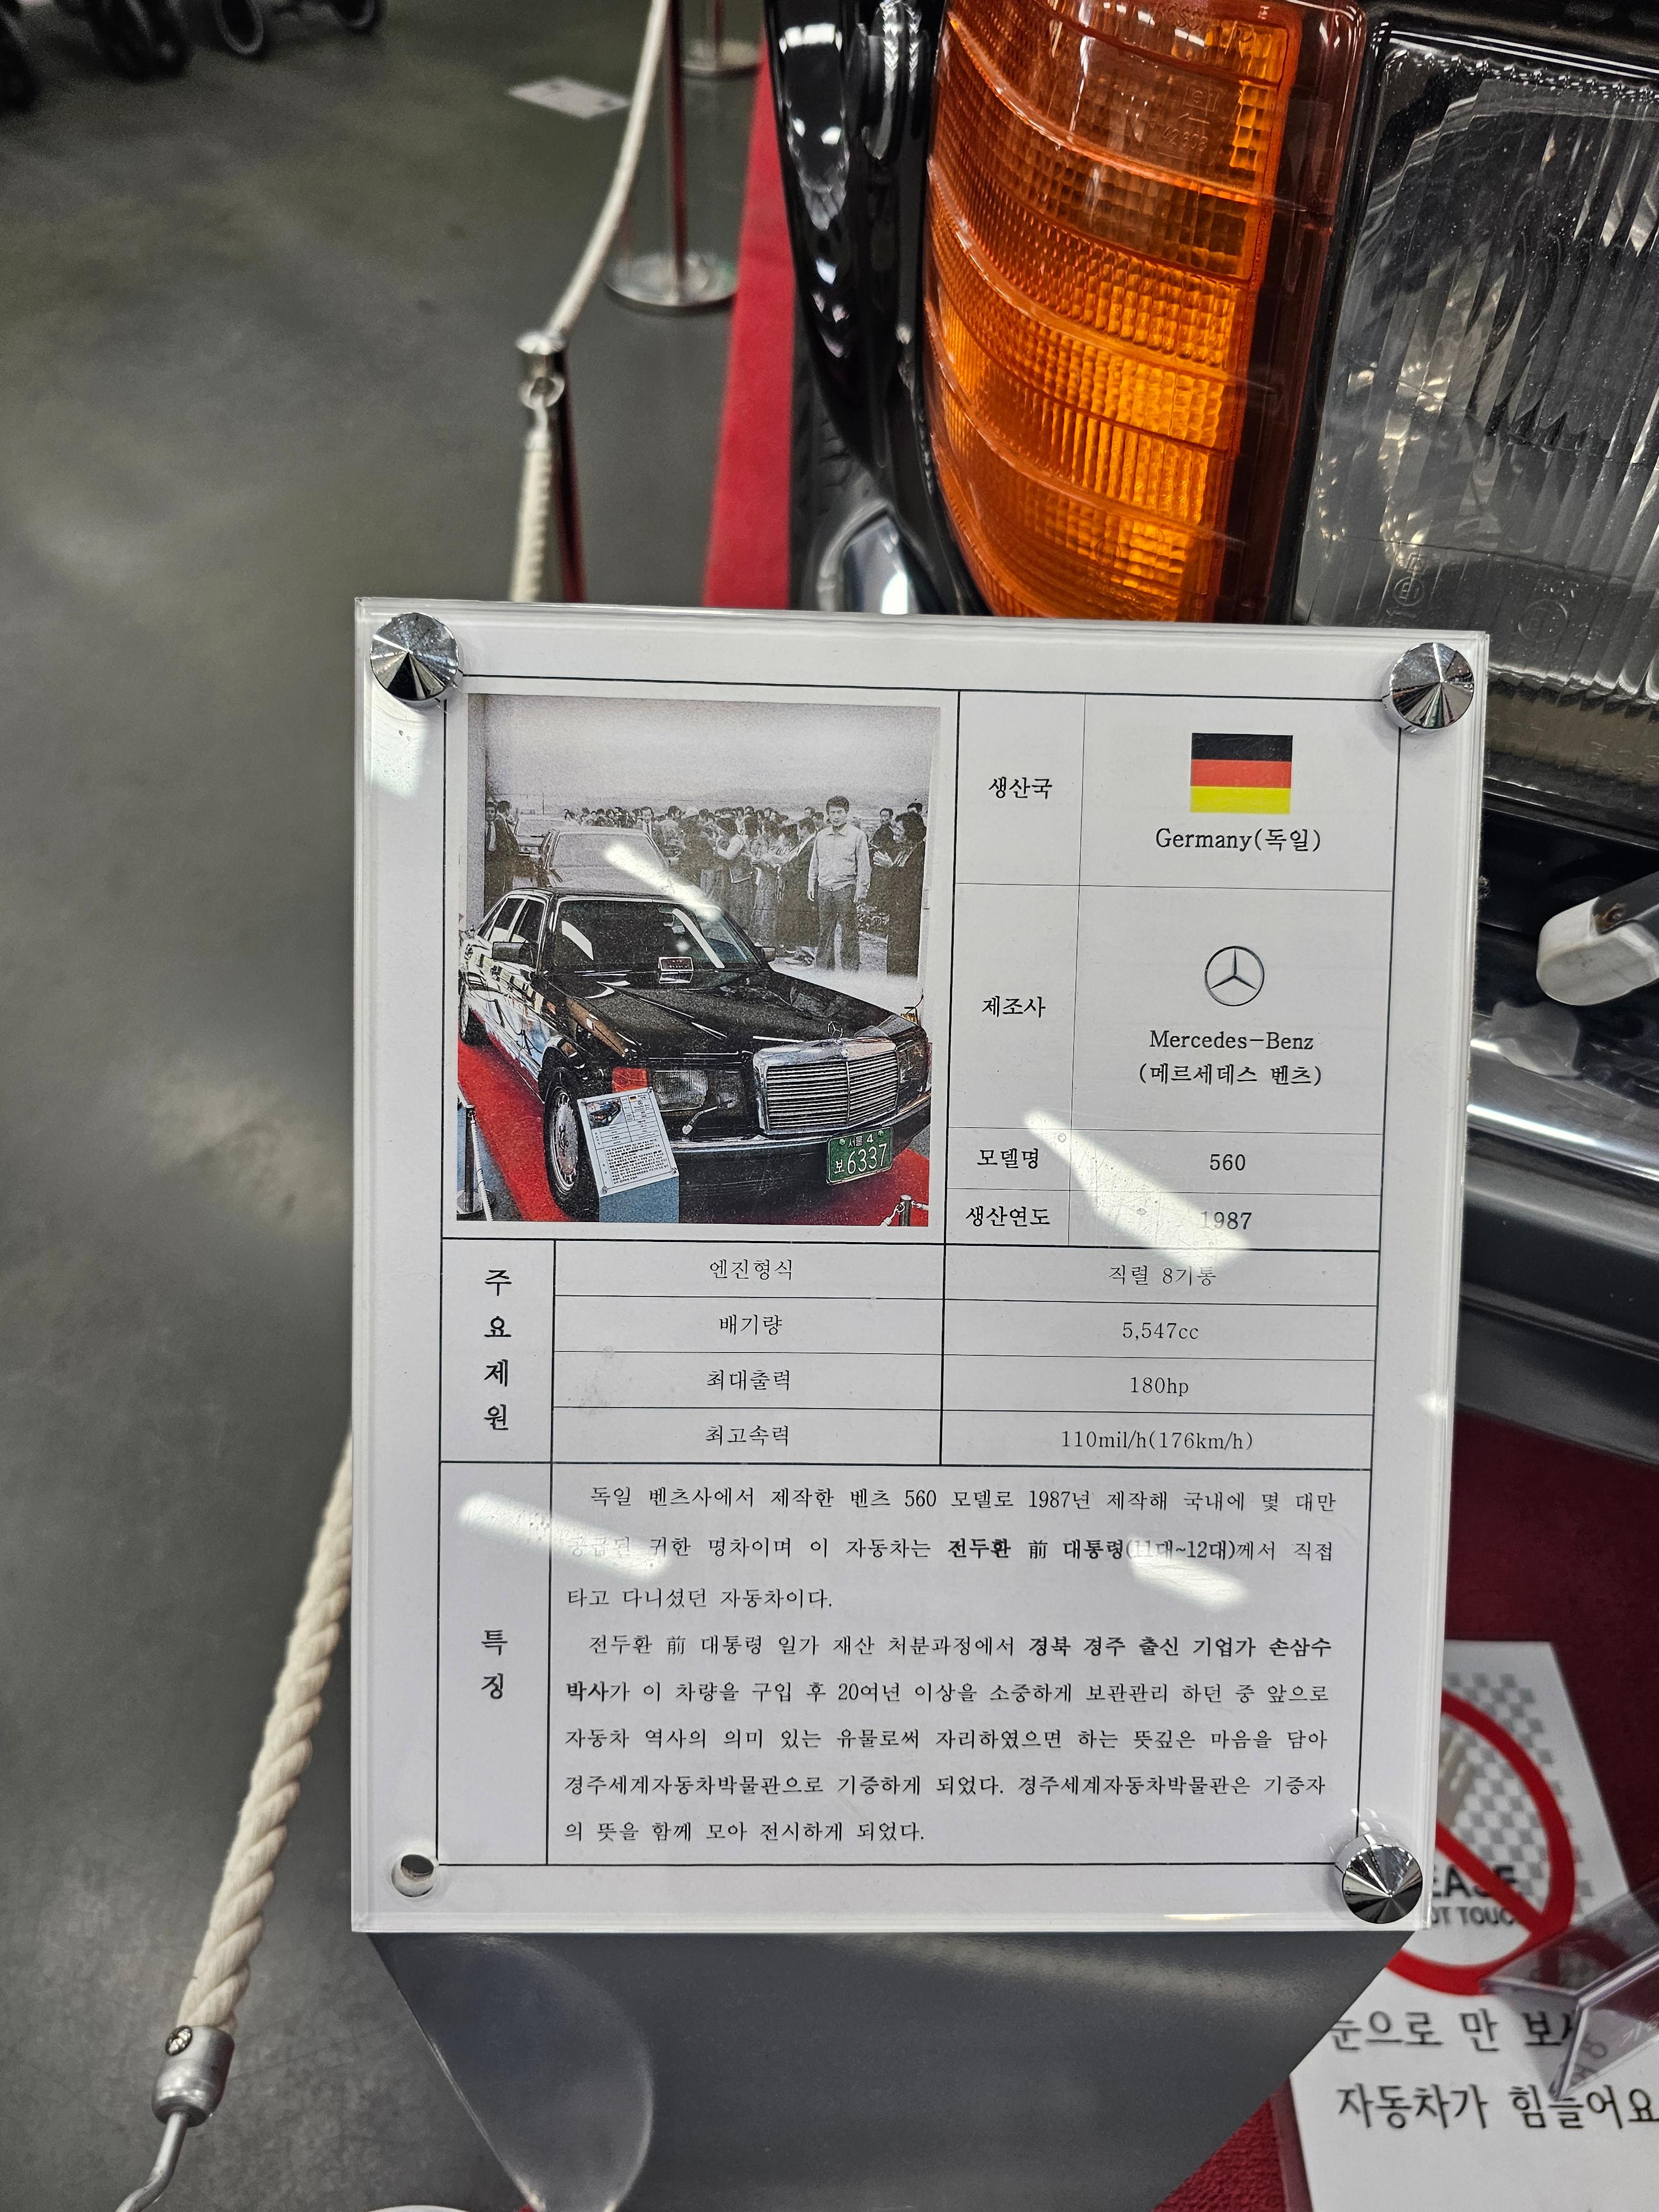 생산국
Germany(독일)
제조사
Mercedes-Benz
(메르세데스 벤츠)
모델명 560
생산연도 1987
서울 4
보6337
주요제원
엔진형식 직렬 8기통
배기량 5,547cc
최대출력 180hp
최고속력 110mil/h(176km/h)
특징
독일 벤츠사에서 제작한 벤츠 560 모델로 1987년 제작해 국내에 몇 대만
공급된 귀한 명차이며 이 자동차는 전두환 前 대통령(11대~12대)께서 직접
타고 다니셨던 자동차이다.
전두환 前 대통령 일가 재산 처분과정에서 경북 경주 출신 기업가 손삼수
박사가 이 차량을 구입 후 20여년 이상을 소중하게 보관관리 하던 중 앞으로
자동차 역사의 의미 있는 유물로써 자리하였으면 하는 뜻깊은 마음을 담아
경주세계자동차박물관으로 기증하게 되었다. 경주세계자동차박물관은 기증자
의 뜻을 함께 모아 전시하게 되었다.
EASE
OT TOUC
눈으로 만
자동차가 힘들어요